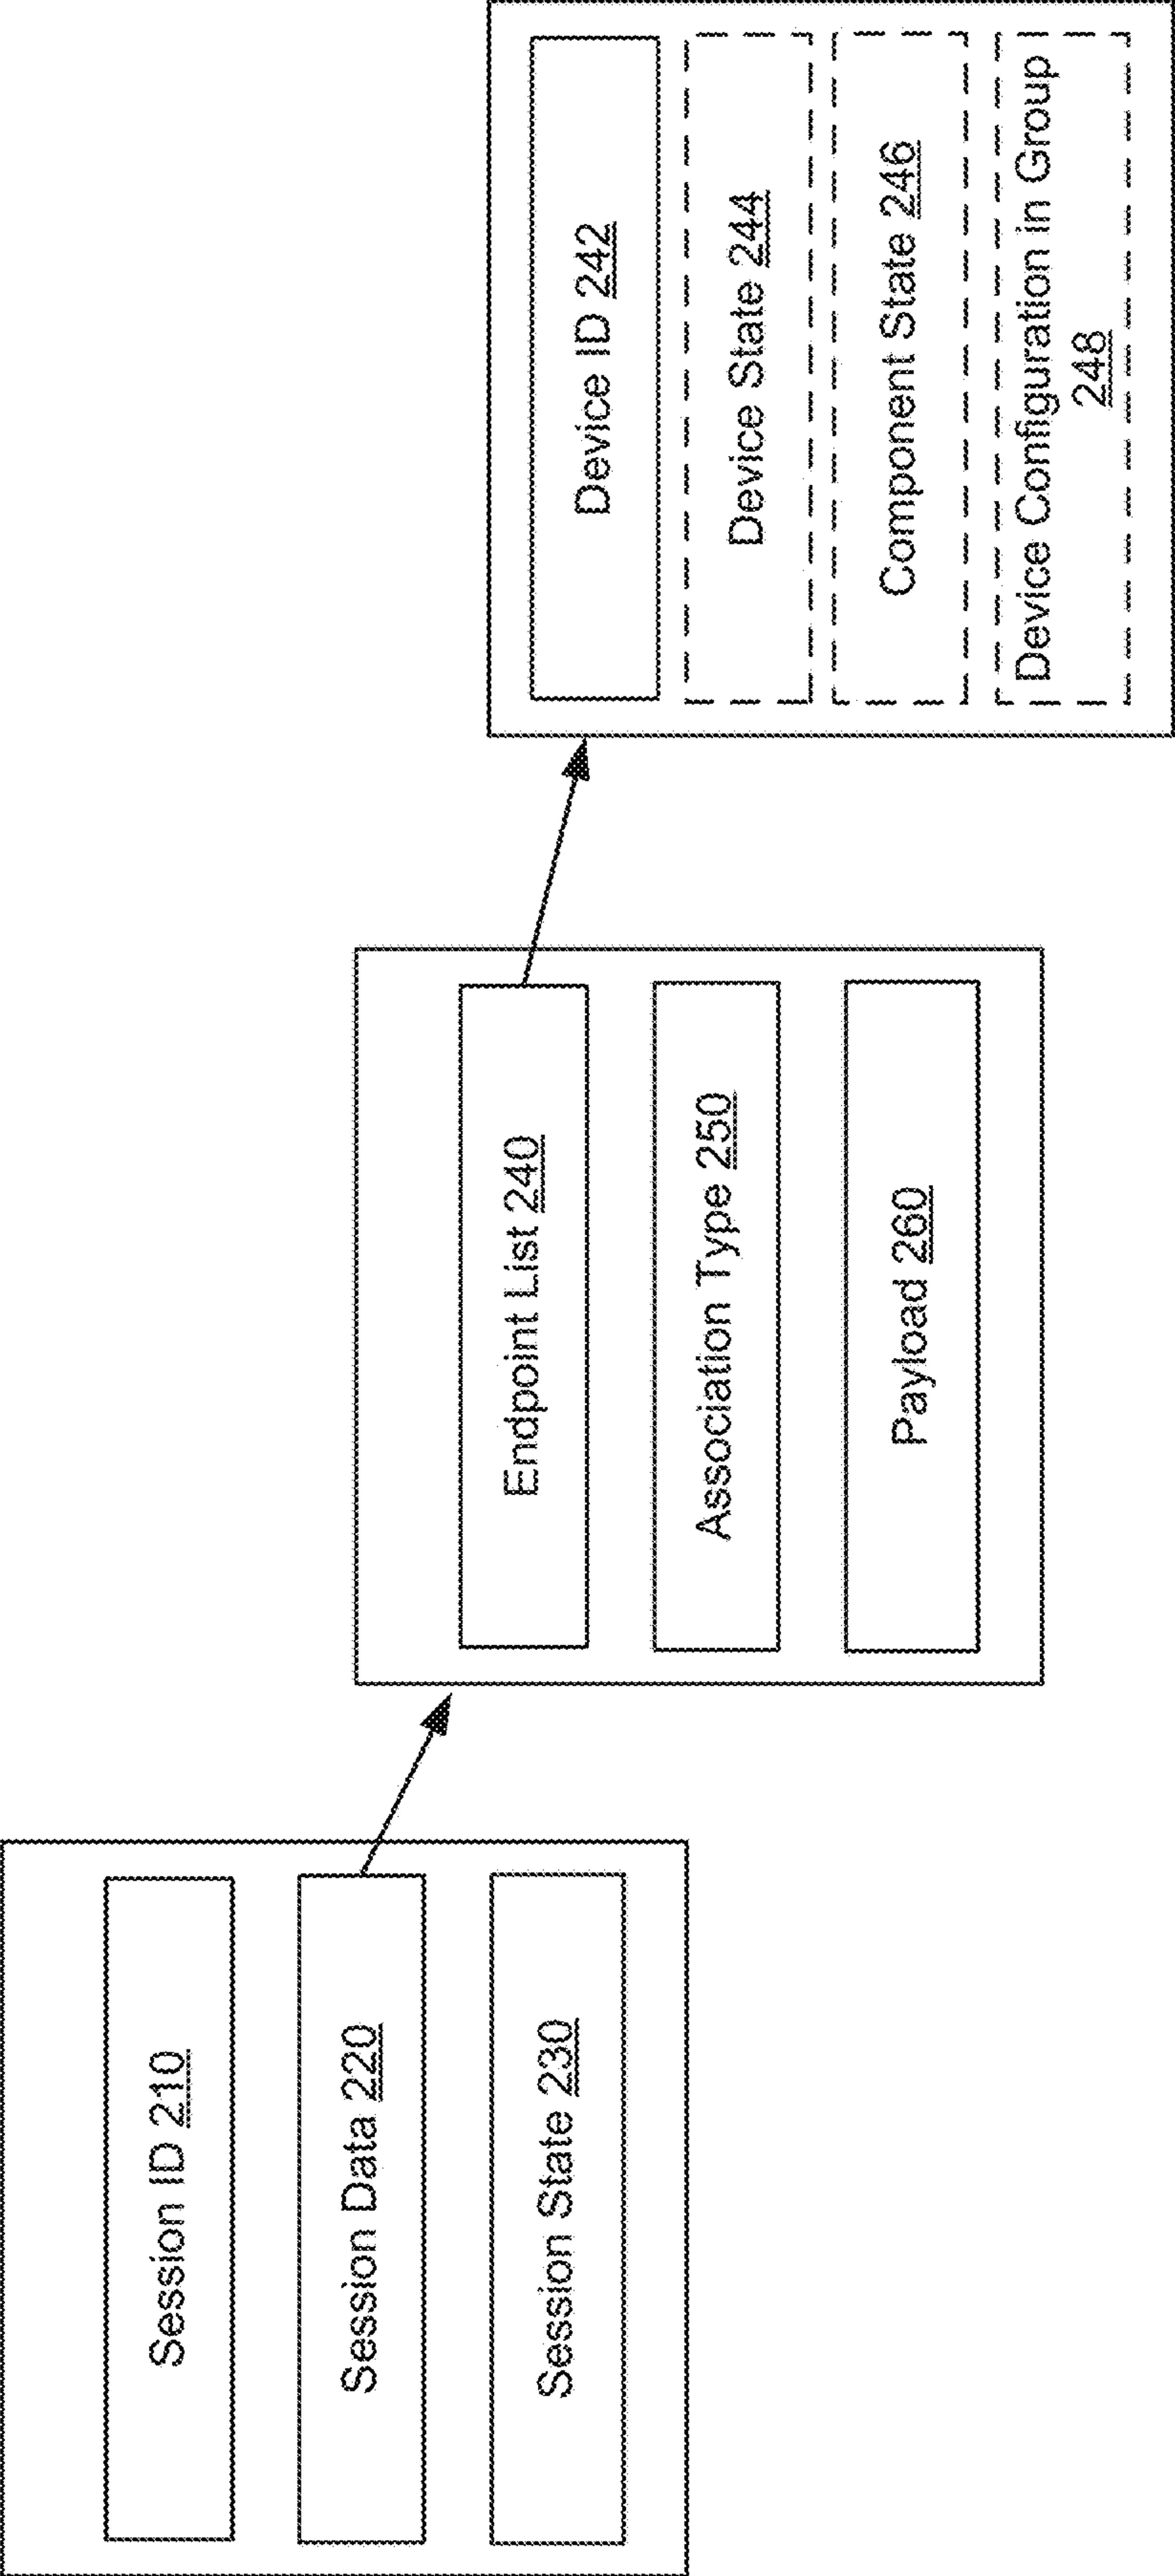 Session ID 210
Session Data 220
Session State 230
Endpoint List 240
Association Type 250
Payload 260
Device ID 242
Device State 244
Component State 246
Device Configuration in Group
248